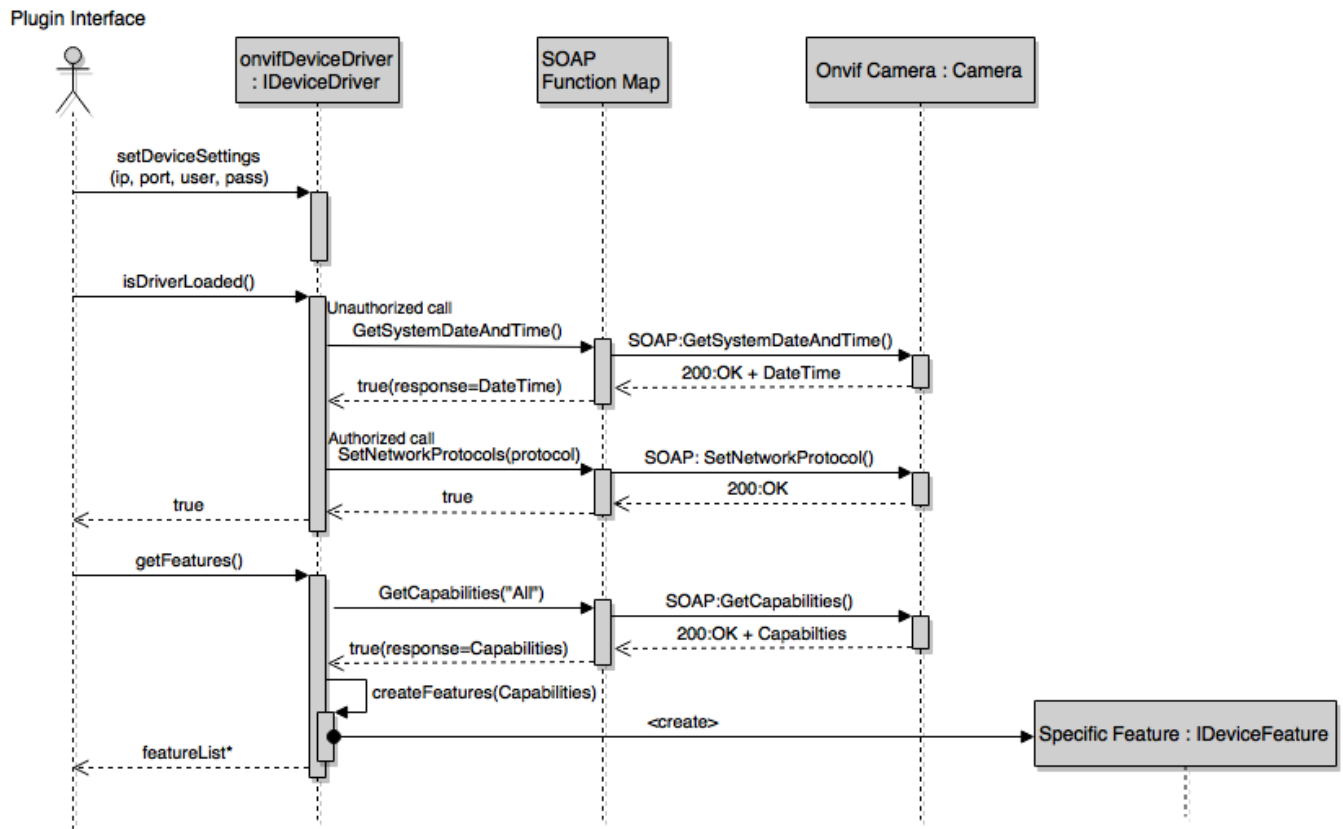 Plugin Interface
onvifDeviceDriver
: IDeviceDriver
SOAP
Function Map
Onvif Camera : Camera
setDeviceSettings
(ip, port, user, pass)
isDriverLoaded()
Unauthorized call
GetSystemDateAndTime()
SOAP:GetSystemDateAndTime()
200:OK + DateTime
true(response=DateTime)
Authorized call
SetNetworkProtocols(protocol)
SOAP: SetNetworkProtocol()
200:OK
true
true
getFeatures()
GetCapabilities("All")
SOAP:GetCapabilities()
200:OK + Capabilties
true(response=Capabilities)
createFeatures(Capabilities)
<create>
Specific Feature : IDeviceFeature
featureList*